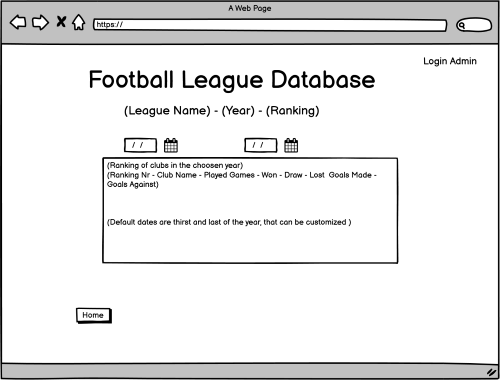 A Web Page
https://
Login Admin
Football League Database
(League Name) - (Year) - (Ranking)
/ / / /
(Ranking of clubs in the choosen year)
(Ranking Nr - Club Name - Played Games - Won - Draw - Lost Goals Made -
Goals Against)
(Default dates are thirst and last of the year, that can be customized )
Home